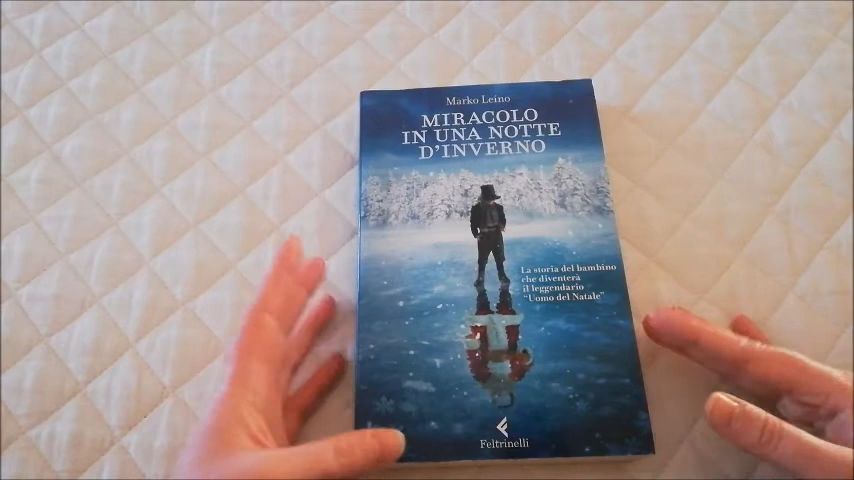 Marko Leino
MIRACOLO
IN UNA NOTTE
D'INVERNO
La storia del bambino
che diventerà
il leggendario
"Uomo del Natale"
Feltrinelli